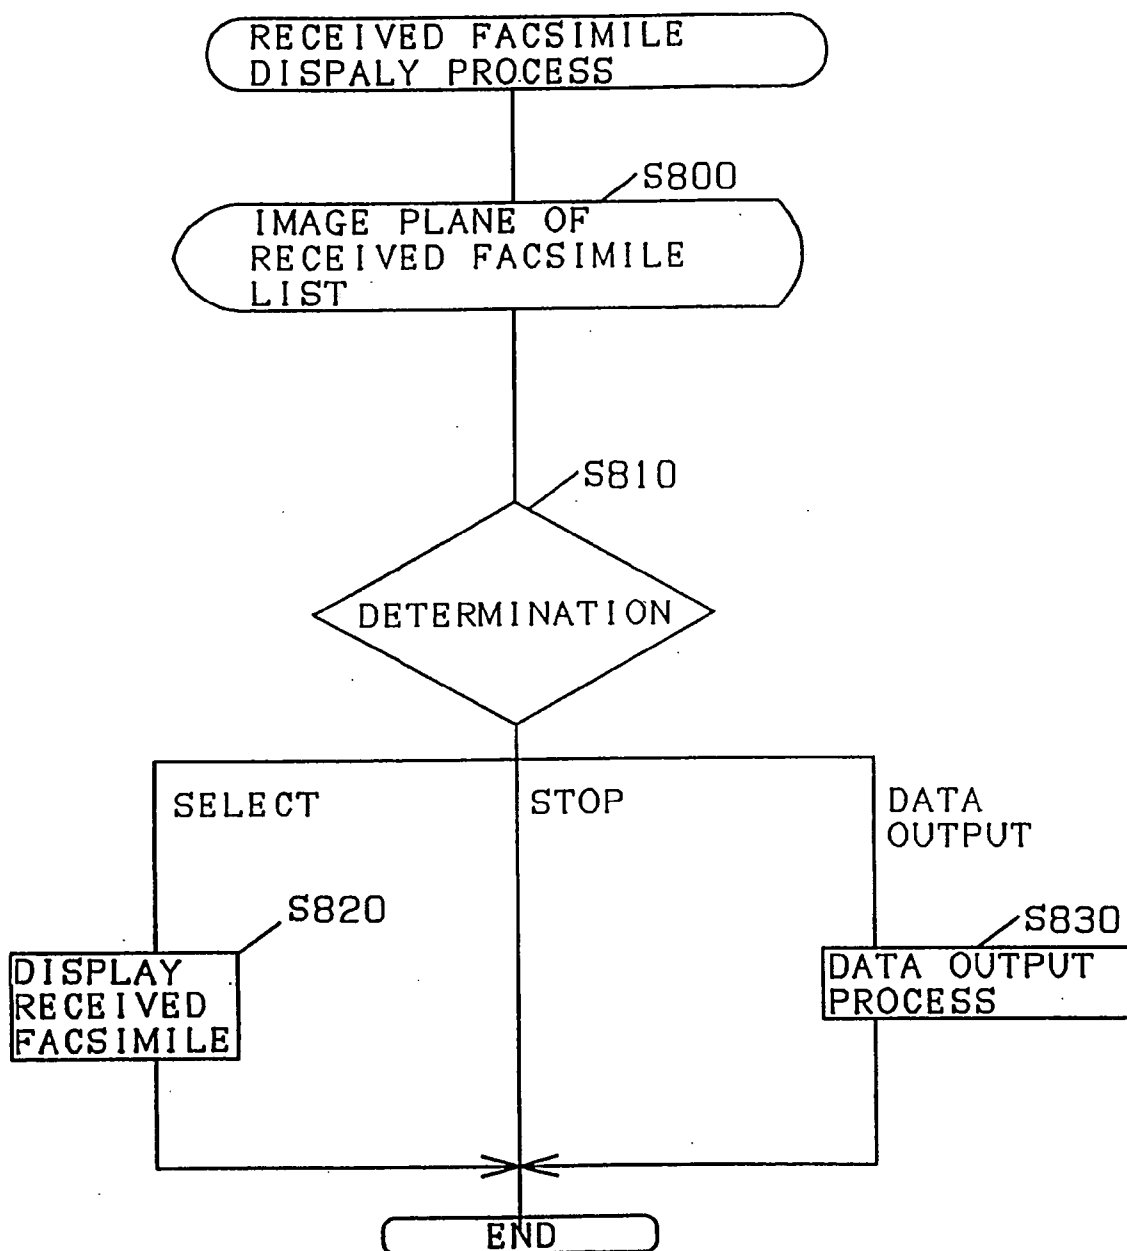 RECEIVED FACSIMILE
DISPALY PROCESS
S800
IMAGE PLANE OF
RECEIVED FACSIMILE
LIST
S810
DETERMINATION
SELECT
STOP
DATA
OUTPUT
S820
DISPLAY
RECEIVED
FACSIMILE
S830
DATA OUTPUT
PROCESS
END